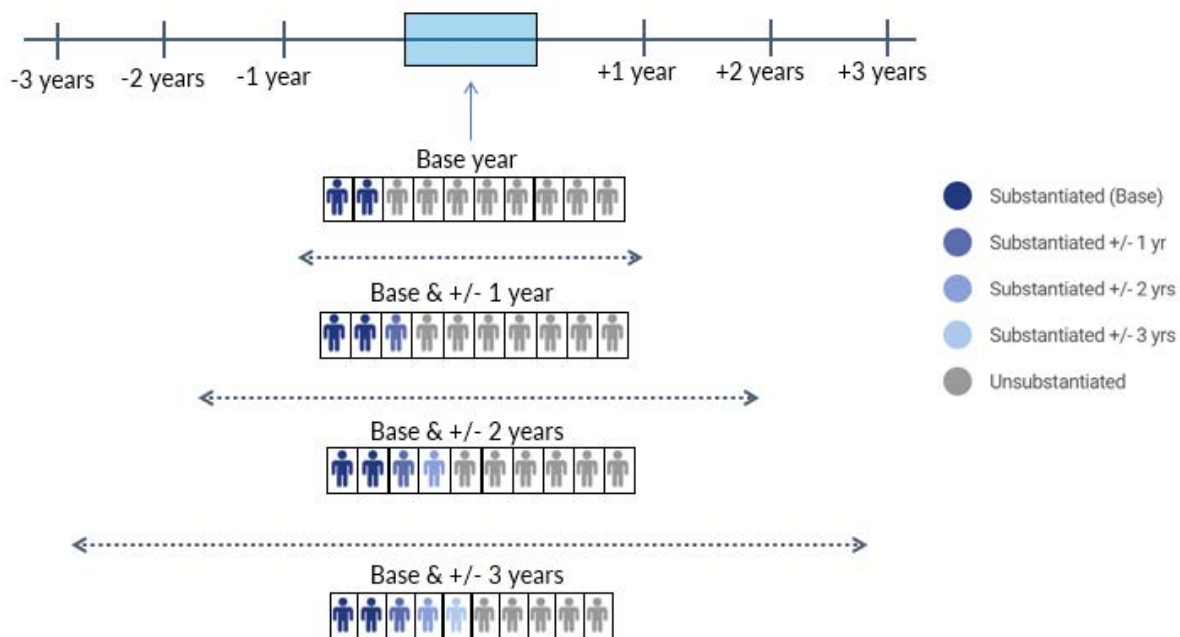 -3 years
-2 years
-1 year
+1 year
+2 years
+3 years
Base year
Base & +/- 1 year
Base & +/- 2 years
Base & +/- 3 years
Substantiated (Base)
Substantiated +/- 1 yr
Substantiated +/- 2 yrs
Substantiated +/- 3 yrs
Unsubstantiated